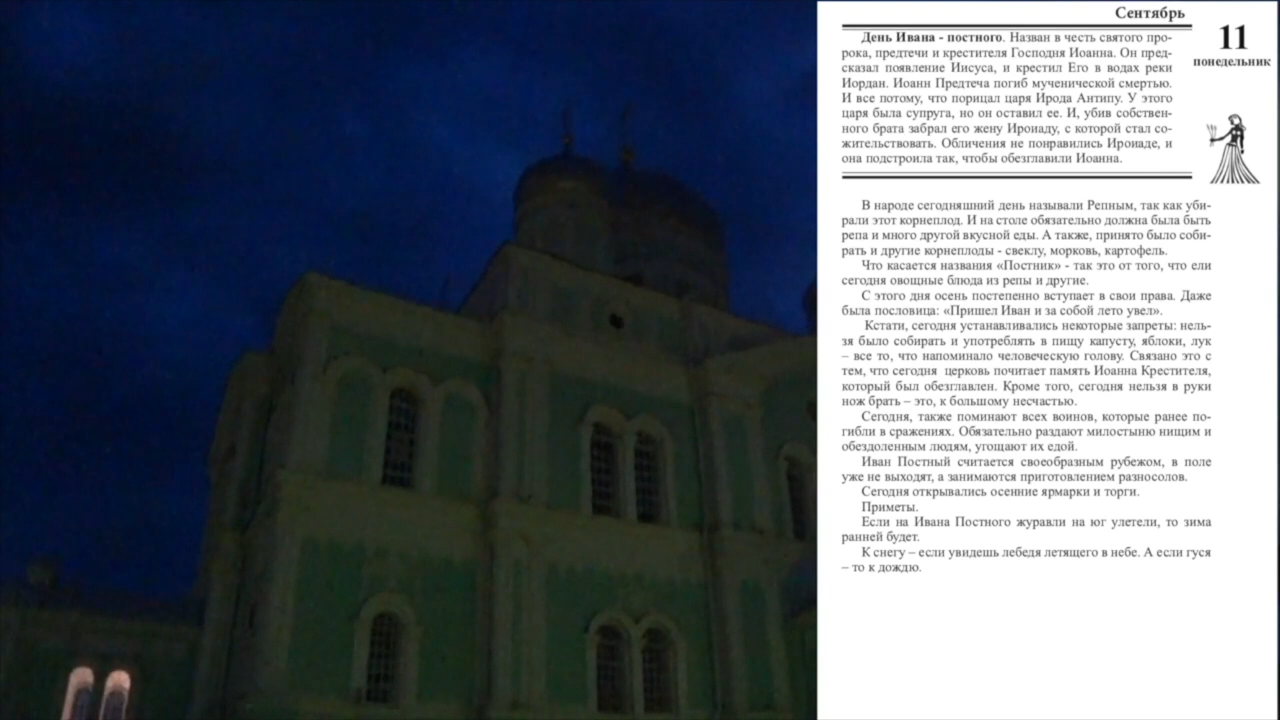 Сентябрь
11
понедельник
День Ивана - постного. Назван в честь святого про-
рока, предтечи и крестителя Господня Иоанна. Он пред-
сказал появление Иисуса, и крестил Его в водах реки
Иордан. Иоанн Предтеча погиб мученической смертью.
И все потому, что порицал царя Ирода Антипу. У этого
царя была супруга, но он оставил ее. И, убив собствен-
ного брата забрал его жену Ироиаду, с которой стал со-
жительствовать. Обличения не понравились Ироиаде, и
она подстроила так, чтобы обезглавили Иоанна.
В народе сегодняшний день называли Репным, так как уби-
рали этот корнеплод. И на столе обязательно должна была быть
репа и много другой вкусной еды. А также, принято было соби-
рать и другие корнеплоды - свеклу, морковь, картофель.
Что касается названия «Постник» - так это от того, что ели
сегодня овощные блюда из репы и другие.
С этого дня осень постепенно вступает в свои права. Даже
была пословица: «Пришел Иван и за собой лето увел».
Кстати, сегодня устанавливались некоторые запреты: нель-
зя было собирать и употреблять в пищу капусту, яблоки, лук
– все то, что напоминало человеческую голову. Связано это с
тем, что сегодня церковь почитает память Иоанна Крестителя,
который был обезглавлен. Кроме того, сегодня нельзя в руки
нож брать – это, к большому несчастью.
Сегодня, также поминают всех воинов, которые ранее по-
гибли в сражениях. Обязательно раздают милостыню нищим и
обездоленным людям, угощают их едой.
Иван Постный считается своеобразным рубежом, в поле
уже не выходят, а занимаются приготовлением разносолов.
Сегодня открывались осенние ярмарки и торги.
Приметы.
Если на Ивана Постного журавли на юг улетели, то зима
ранней будет.
К снегу – если увидешь лебедя летящего в небе. А если гуся
– то к дождю.